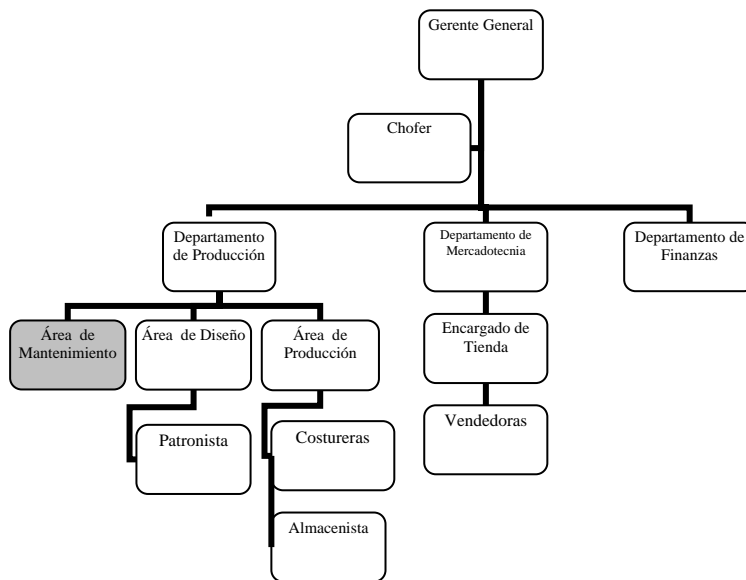 Gerente General
Chofer
Departamento
de Producción
Departamento de
Mercadotecnia
Departamento de
Finanzas
Área de
Mantenimiento
Área de Diseño
Área de
Producción
Encargado de
Tienda
Patronista
Costureras
Vendedoras
Almacenista